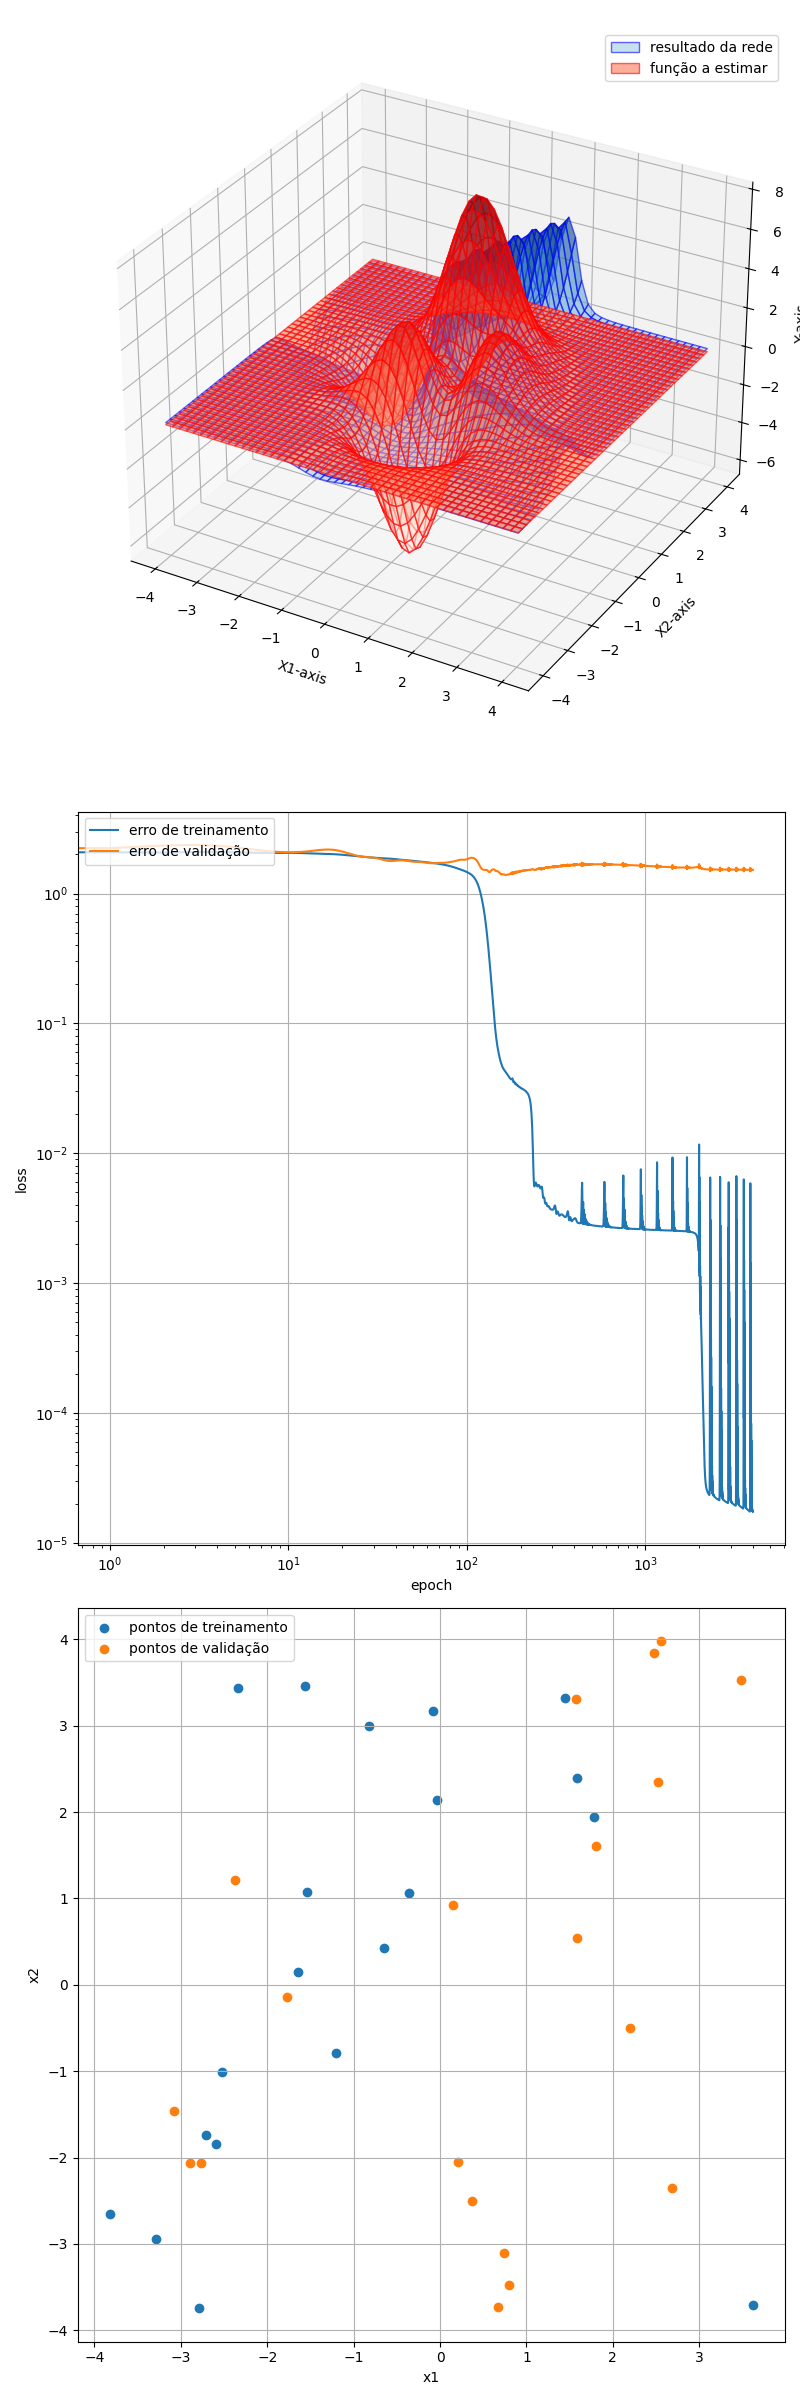 resultado da rede
função a estimar
8
6
4
2
0
−2
−4
−6
−4
−3
−2
−1
0
1
2
3
4
X1-axis
−4
−3
−2
−1
0
1
2
3
4
X2-axis
erro de treinamento
erro de validação
10^0
10^-1
10^-2
10^-3
10^-4
10^-5
loss
10^0 10^1 10^2 10^3
epoch
pontos de treinamento
pontos de validação
4
3
2
1
0
−1
−2
−3
−4
x2
−4 −3 −2 −1 0 1 2 3
x1